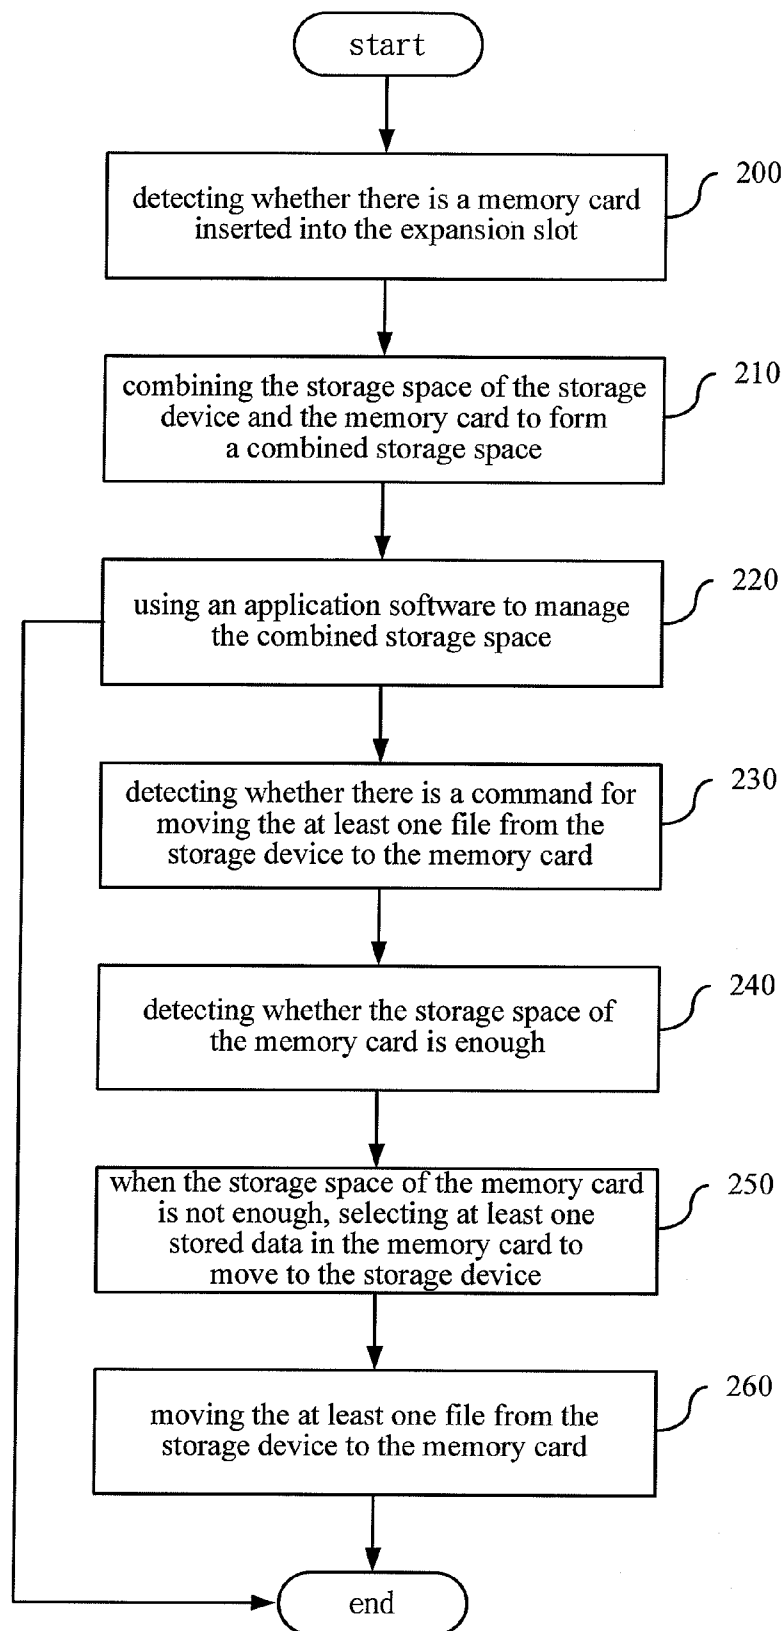 start
200
detecting whether there is a memory card
inserted into the expansion slot
210
combining the storage space of the storage
device and the memory card to form
a combined storage space
220
using an application software to manage
the combined storage space
230
detecting whether there is a command for
moving the at least one file from the
storage device to the memory card
240
detecting whether the storage space of
the memory card is enough
250
when the storage space of the memory card
is not enough, selecting at least one
stored data in the memory card to
move to the storage device
260
moving the at least one file from the
storage device to the memory card
end